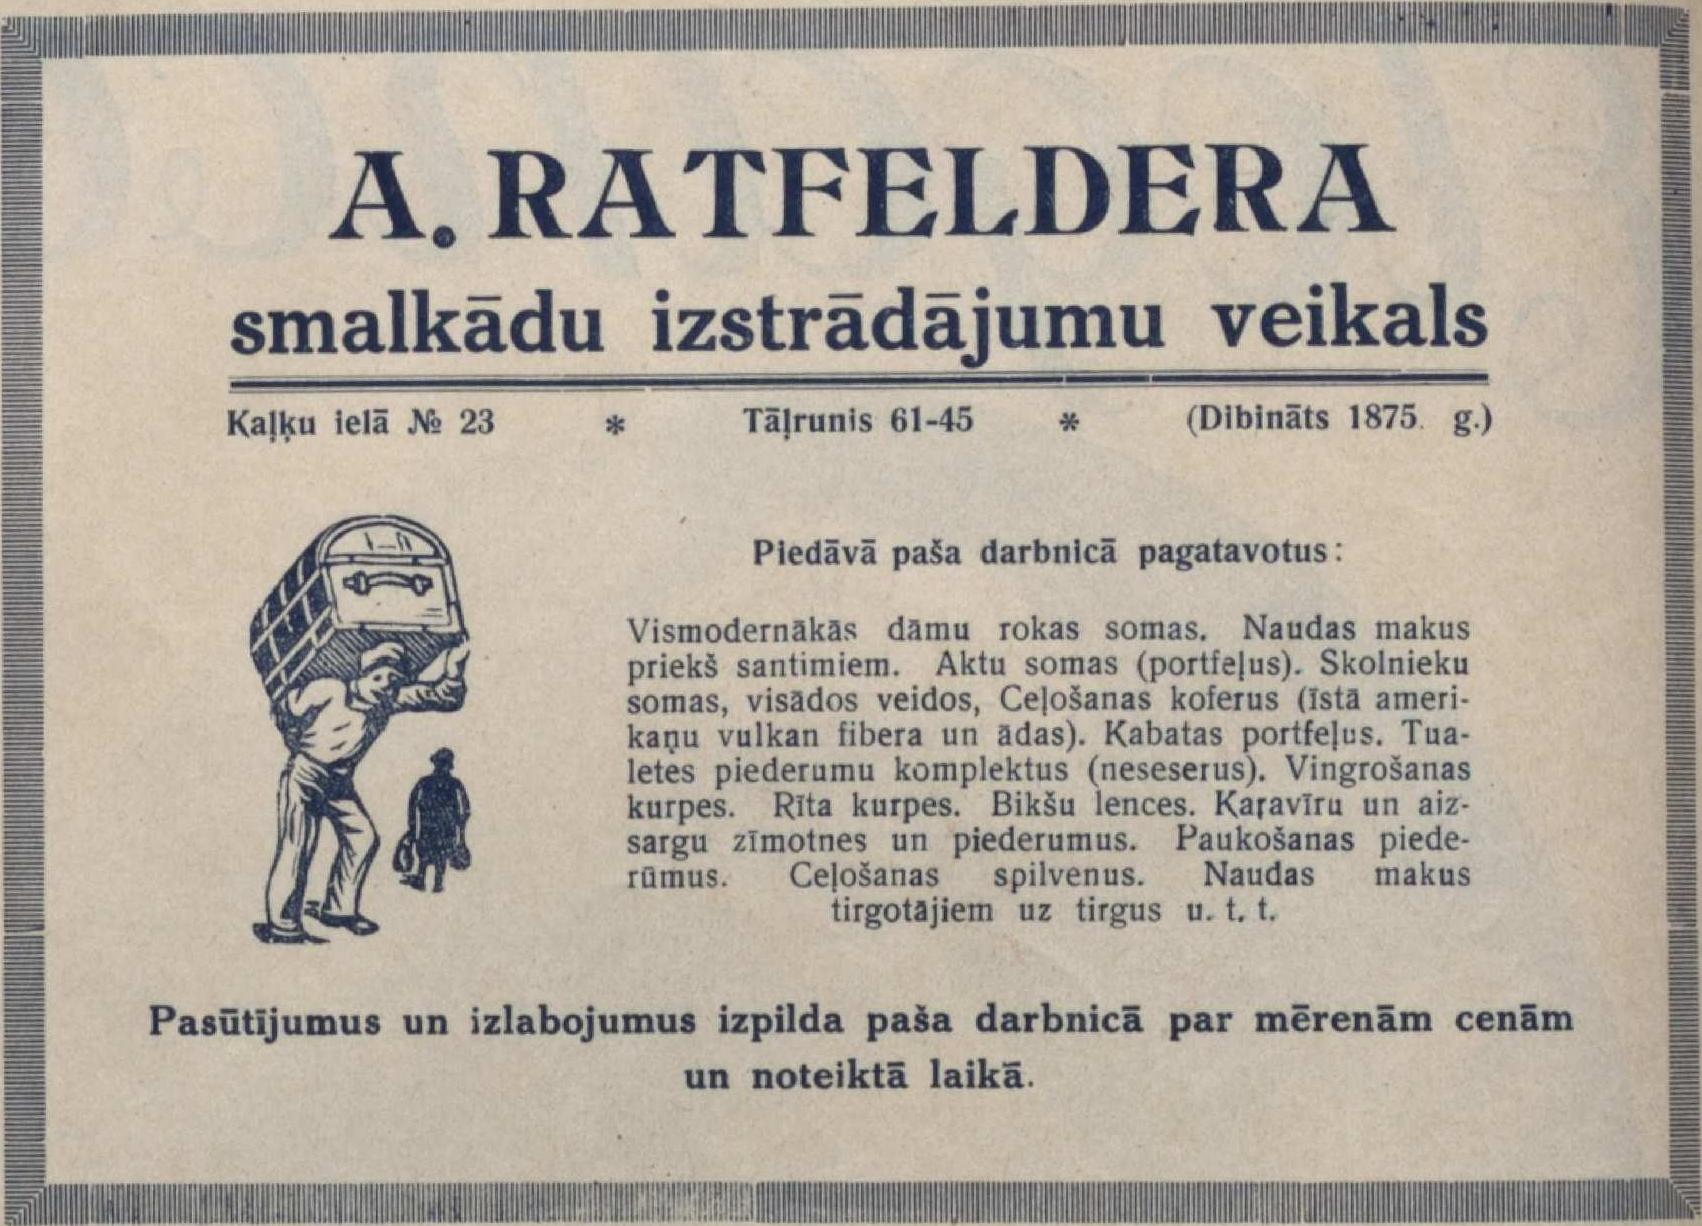 A. RATFELDERA
smalkādu izstrādājumu veikals
Kaļķu ielā № 23 * Tāļrunis 61-45 * (Dibināts 1875. g.)
Piedāvā paša darbnicā pagatavotus:
Vismodernākās dāmu rokas somas. Naudas makus
priekš santimiem. Aktu somas (portfeļus). Skolnieku
somas, visādos veidos, Ceļošanas koferus (īstā ameri-
kaņu vulkan fibera un ādas). Kabatas portfeļus. Tua-
letes piederumu komplektus (neseserus). Vingrošanas
kurpes. Rīta kurpes. Bikšu lences. Kaŗavīru un aiz-
sargu zīmotnes un piederumus. Paukošanas piede-
rūmus. Ceļošanas spilvenus. Naudas makus
tirgotājiem uz tirgus u. t. t.
Pasūtījumus un izlabojumus izpilda paša darbnicā par mērenām cenām
un noteiktā laikā.